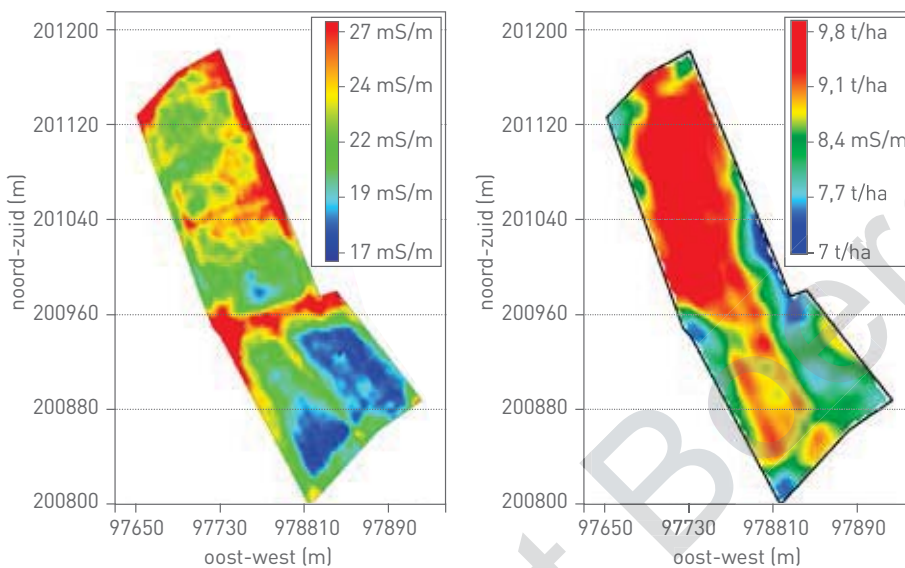 201200
201120
201040
200960
200880
200800
noord-zuid (m)
97650 97730 978810 97890
oost-west (m)
27 mS/m
24 mS/m
22 mS/m
19 mS/m
17 mS/m
201200
201120
201040
200960
200880
200800
noord-zuid (m)
97650 97730 978810 97890
oost-west (m)
9,8 t/ha
9,1 t/ha
8,4 mS/m
7,7 t/ha
7 t/ha
t Boer